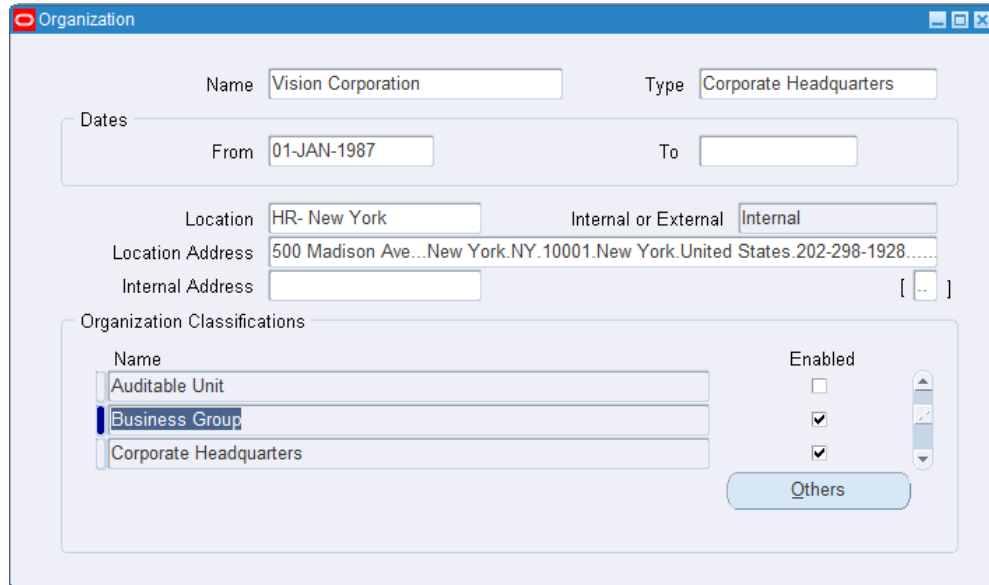 Organization
Name Vision Corporation Type Corporate Headquarters
Dates
From 01-JAN-1987 To
Location HR- New York Internal or External Internal
Location Address 500 Madison Ave...New York.NY.10001.New York.United States.202-298-1928......
Internal Address [ .. ]
Organization Classifications
Name Enabled
Auditable Unit
Business Group
Corporate Headquarters
Others